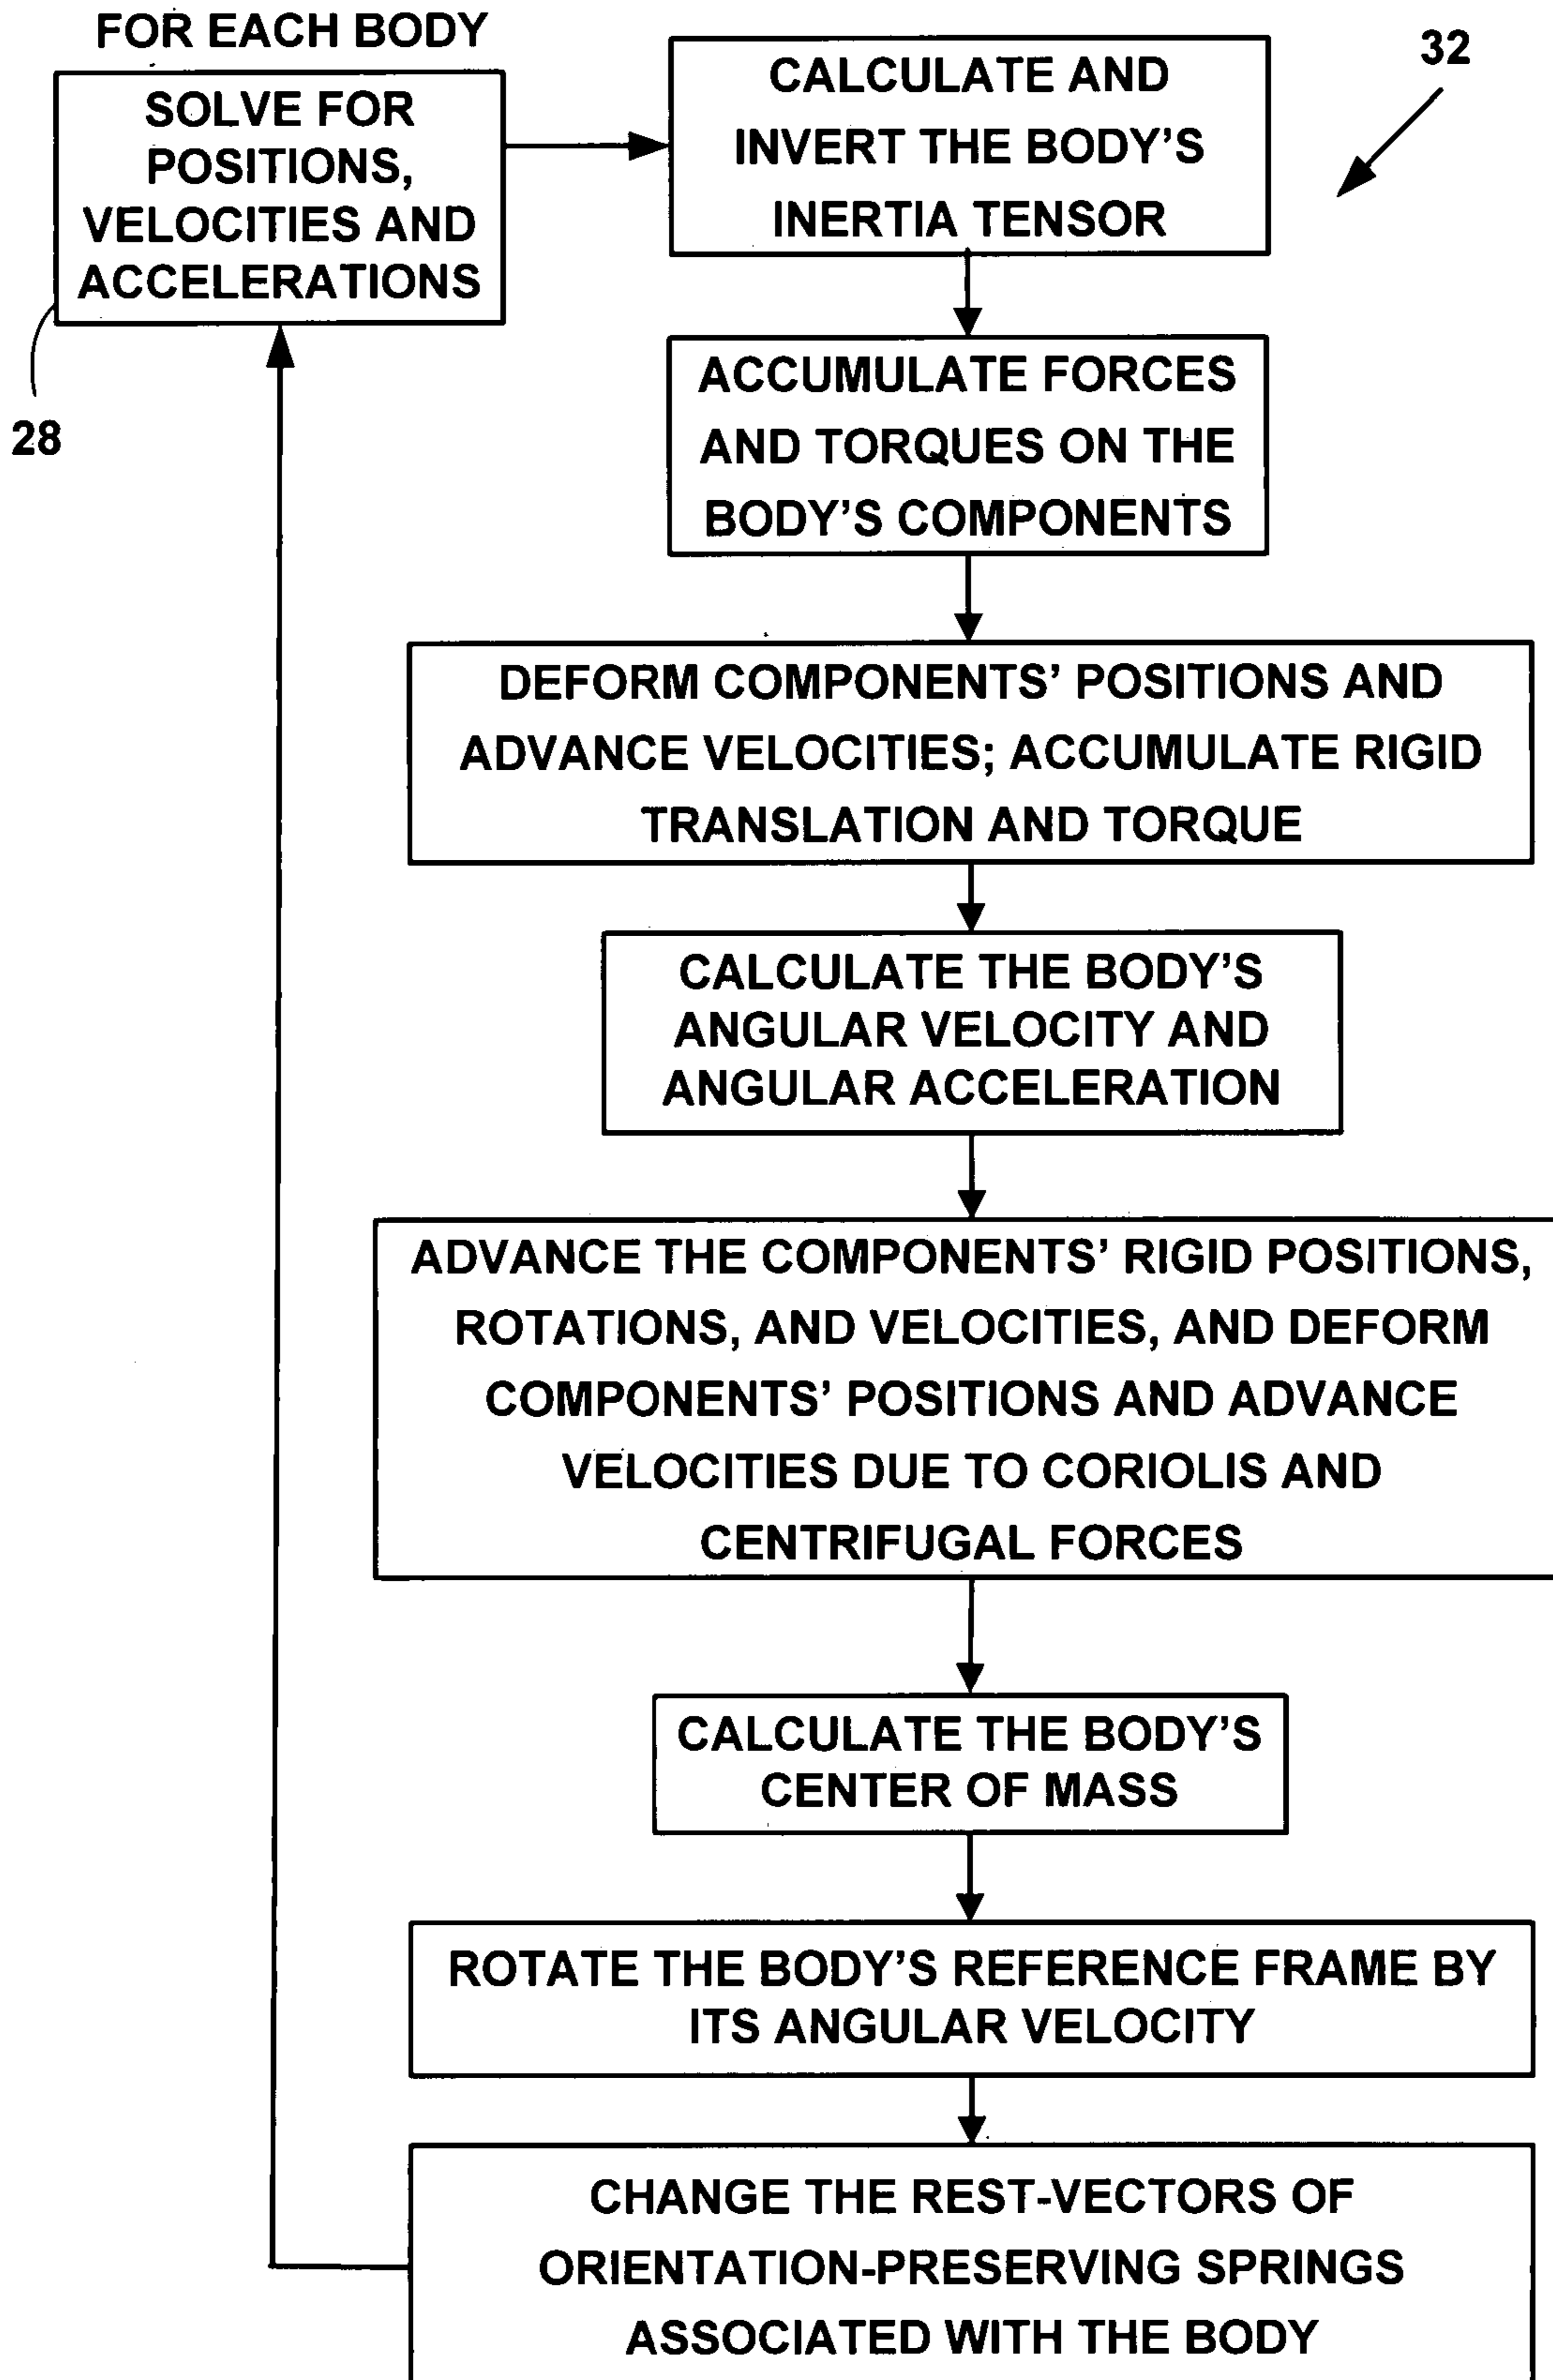 FOR EACH BODY
SOLVE FOR
POSITIONS,
VELOCITIES AND
ACCELERATIONS
28
CALCULATE AND
INVERT THE BODY'S
INERTIA TENSOR
32
ACCUMULATE FORCES
AND TORQUES ON THE
BODY'S COMPONENTS
DEFORM COMPONENTS' POSITIONS AND
ADVANCE VELOCITIES; ACCUMULATE RIGID
TRANSLATION AND TORQUE
CALCULATE THE BODY'S
ANGULAR VELOCITY AND
ANGULAR ACCELERATION
ADVANCE THE COMPONENTS' RIGID POSITIONS,
ROTATIONS, AND VELOCITIES, AND DEFORM
COMPONENTS' POSITIONS AND ADVANCE
VELOCITIES DUE TO CORIOLIS AND
CENTRIFUGAL FORCES
CALCULATE THE BODY'S
CENTER OF MASS
ROTATE THE BODY'S REFERENCE FRAME BY
ITS ANGULAR VELOCITY
CHANGE THE REST-VECTORS OF
ORIENTATION-PRESERVING SPRINGS
ASSOCIATED WITH THE BODY